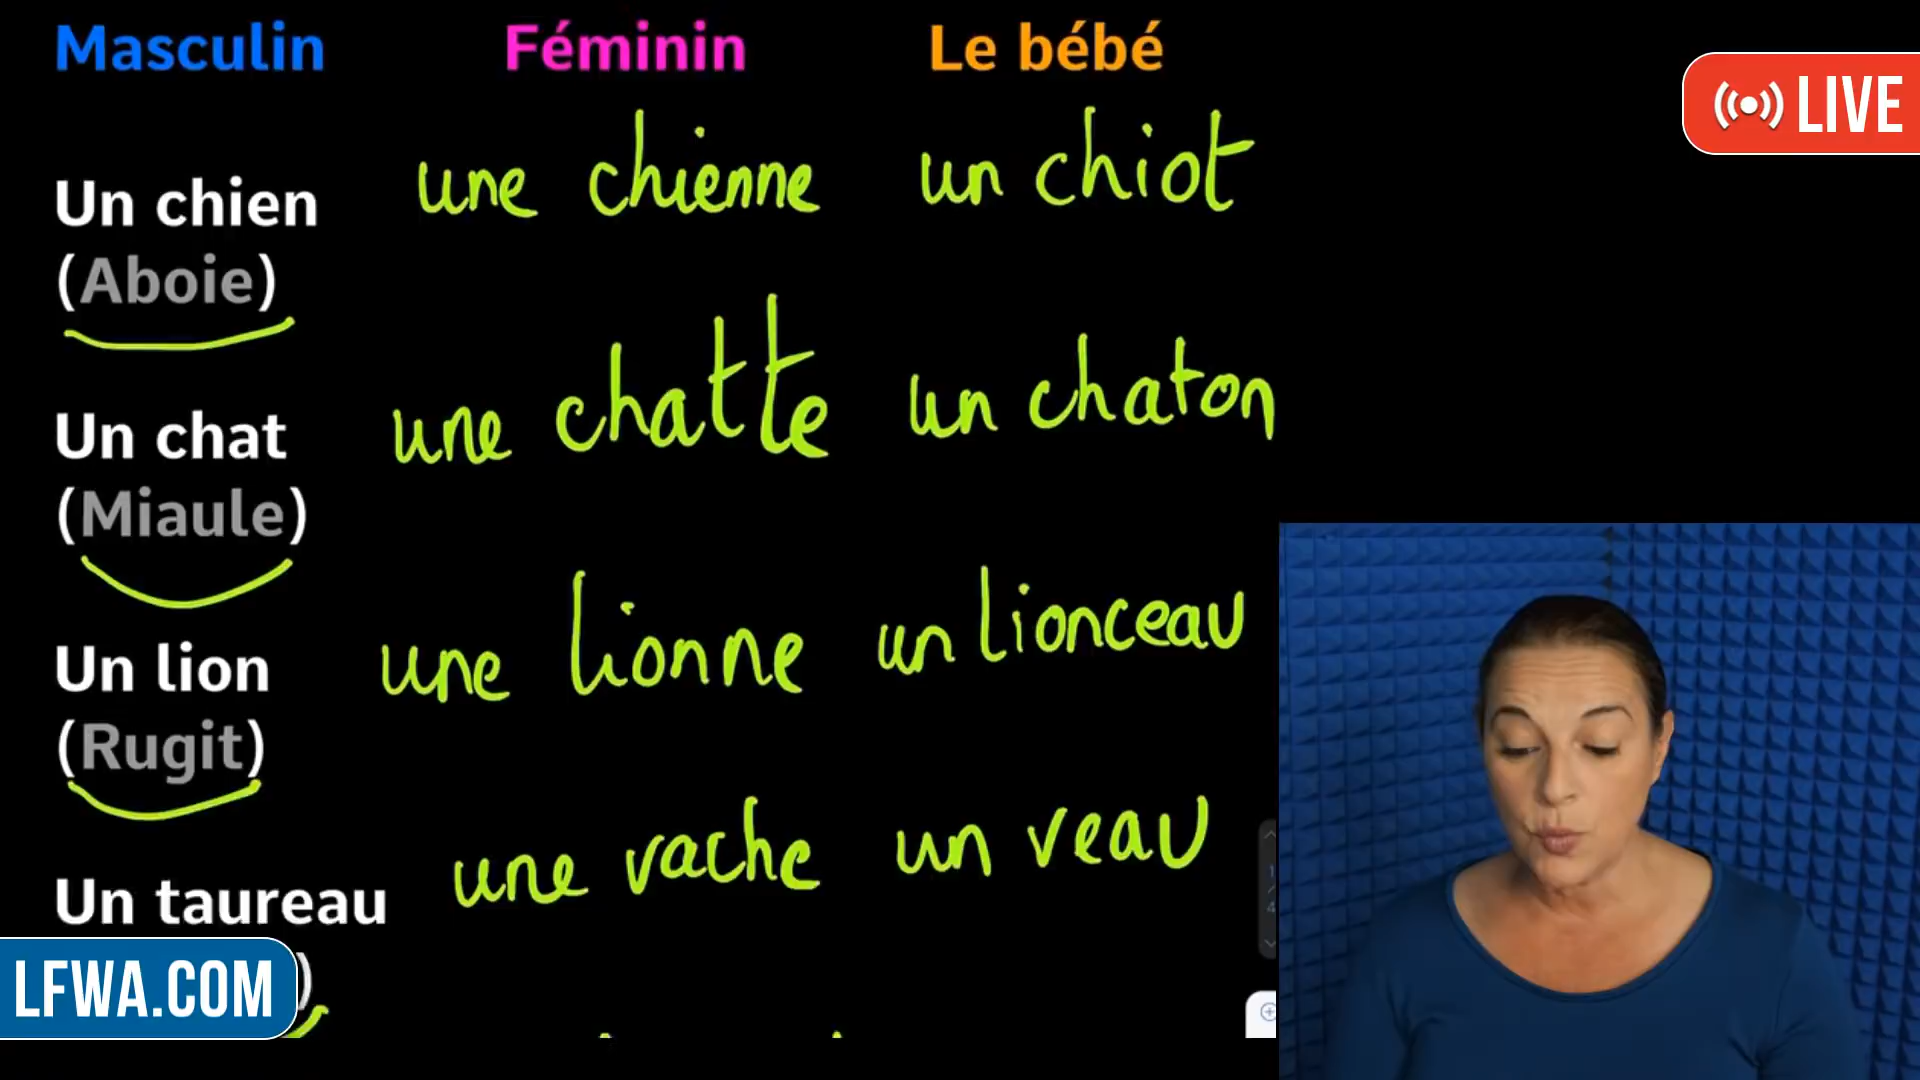 Masculin Féminin Le bébé
LIVE
Un chien une chienne un chiot
(Aboie)
Un chat une chatte un chaton
(Miaule)
Un lion une lionne un lionceau
(Rugit)
Un taureau une vache un veau
)
LFWA.COM